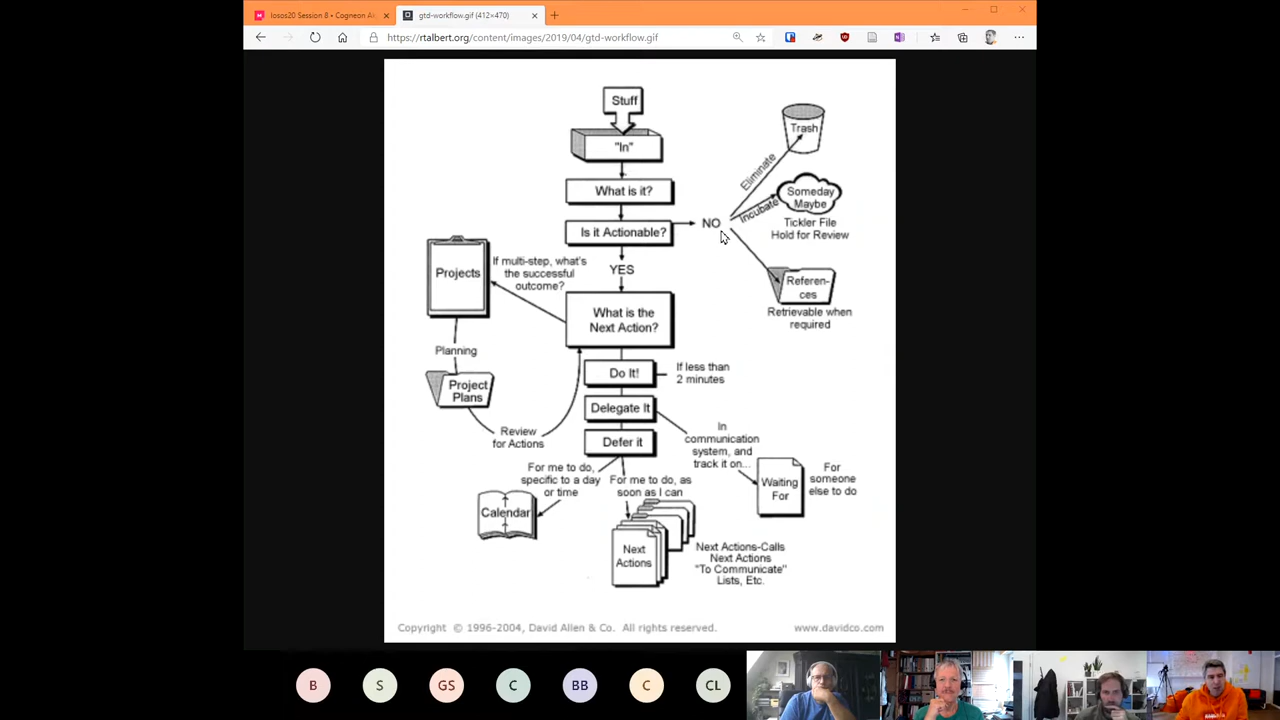 losos20 Session 8 • Cogneon Ak
gtd-workflow.gif (412×470)
https://rtalbert.org/content/images/2019/04/gtd-workflow.gif
Stuff
"In"
What is it?
Is it Actionable?
NO
Eliminate
Trash
Incubate
Someday
Maybe
Tickler File
Hold for Review
Referen-
ces
Retrievable when
required
YES
If multi-step, what's
the successful
outcome?
Projects
Planning
Project
Plans
Review
for Actions
What is the
Next Action?
Do It!
If less than
2 minutes
Delegate It
In
communication
system, and
track it on...
Waiting
For
For
someone
else to do
Defer it
For me to do,
specific to a day
or time
Calendar
For me to do, as
soon as I can
Next
Actions
Next Actions-Calls
Next Actions
"To Communicate"
Lists, Etc.
Copyright © 1996-2004, David Allen & Co. All rights reserved.
www.davidco.com
B
S
GS
C
BB
C
CL